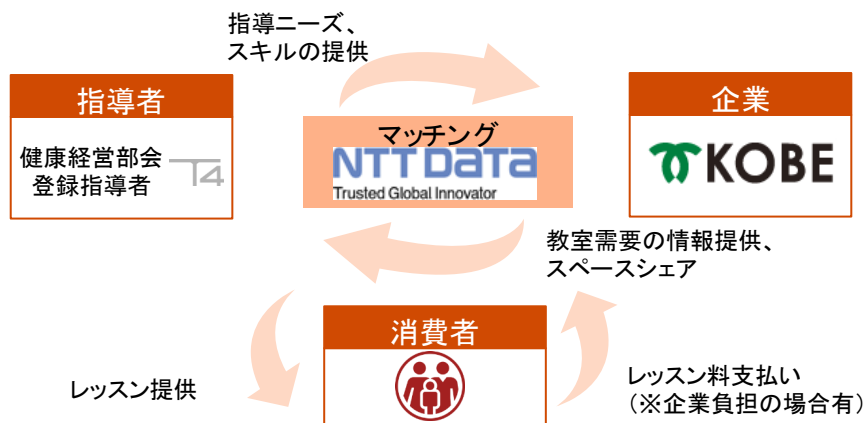 指導ニーズ、
スキルの提供
指導者
健康経営部会
登録指導者
T4
マッチング
NTT DATA
Trusted Global Innovator
企業
KOBE
教室需要の情報提供、
スペースシェア
消費者
レッスン提供
レッスン料支払い
（※企業負担の場合有）